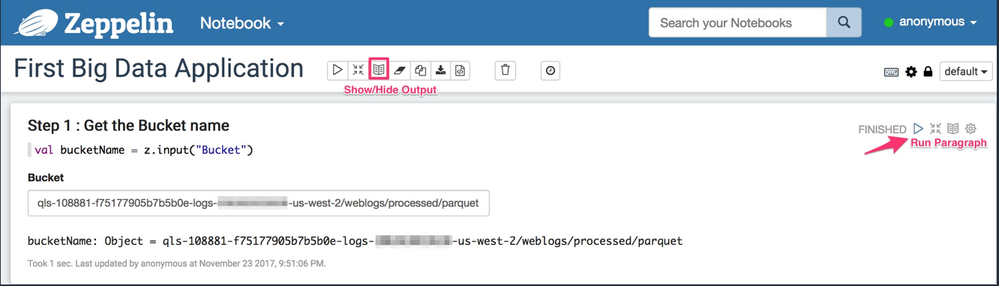 Zeppelin Notebook Search your Notebooks anonymous
First Big Data Application default
Show/Hide Output
Step 1 : Get the Bucket name FINISHED
Run Paragraph
val bucketName = z.input("Bucket")
Bucket
qls-108881-f75177905b7b5b0e-logs- -us-west-2/weblogs/processed/parquet
bucketName: Object = qls-108881-f75177905b7b5b0e-logs- -us-west-2/weblogs/processed/parquet
Took 1 sec. Last updated by anonymous at November 23 2017, 9:51:06 PM.